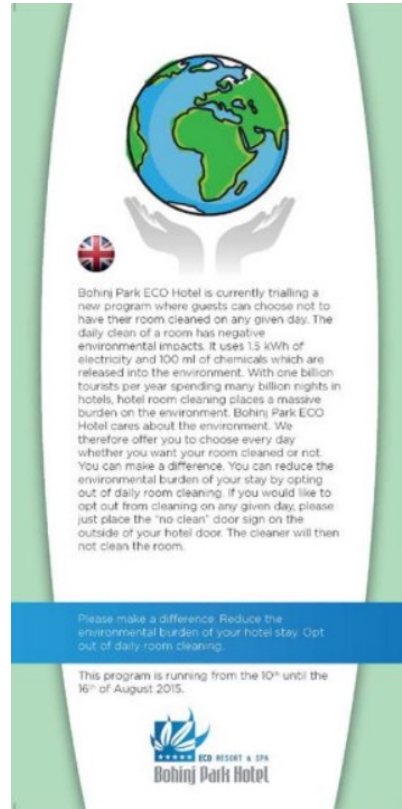 Bohinj Park ECO Hotel is currently trialling a
new program where guests can choose not to
have their room cleaned on any given day. The
daily clean of a room has negative
environmental impacts. It uses 1.5 kWh of
electricity and 100 ml of chemicals which are
released into the environment. With one billion
tourists per year spending many billion nights in
hotels, hotel room cleaning places a massive
burden on the environment. Bohinj Park ECO
Hotel cares about the environment. We
therefore offer you to choose every day
whether you want your room cleaned or not.
You can make a difference. You can reduce the
environmental burden of your stay by opting
out of daily room cleaning. If you would like to
opt out from cleaning on any given day, please
just place the “no clean” door sign on the
outside of your hotel door. The cleaner will then
not clean the room.
Please make a difference. Reduce the
environmental burden of your hotel stay. Opt
out of daily room cleaning.
This program is running from the 10th until the
16th of August 2015.
ECO RESORT & SPA
Bohinj Park Hotel